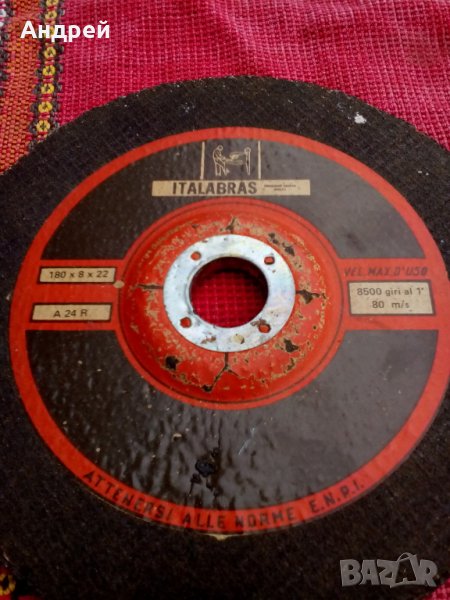 Андрей
ITALABRAS
180 x 8 x 22
A 24 R
VEL. MAX. D'USO
8500 giri al 1'
80 m/s
ATTENERSI ALLE NORME E.N.P.I.
BAZAR